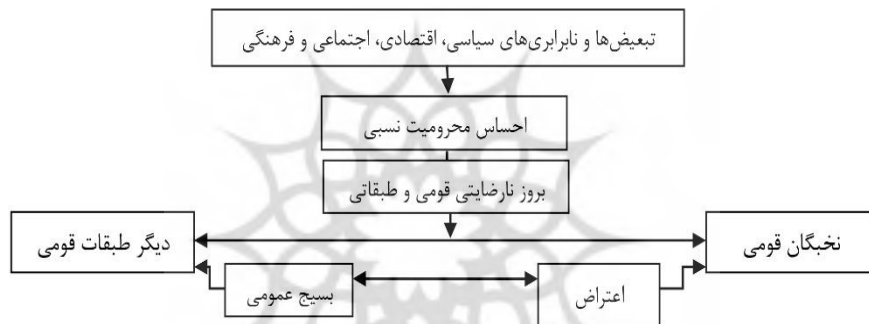 تبعیض‌ها و نابرابری‌های سیاسی، اقتصادی، اجتماعی و فرهنگی
احساس محرومیت نسبی
بروز نارضایتی قومی و طبقاتی
نخبگان قومی
دیگر طبقات قومی
اعتراض
بسیج عمومی